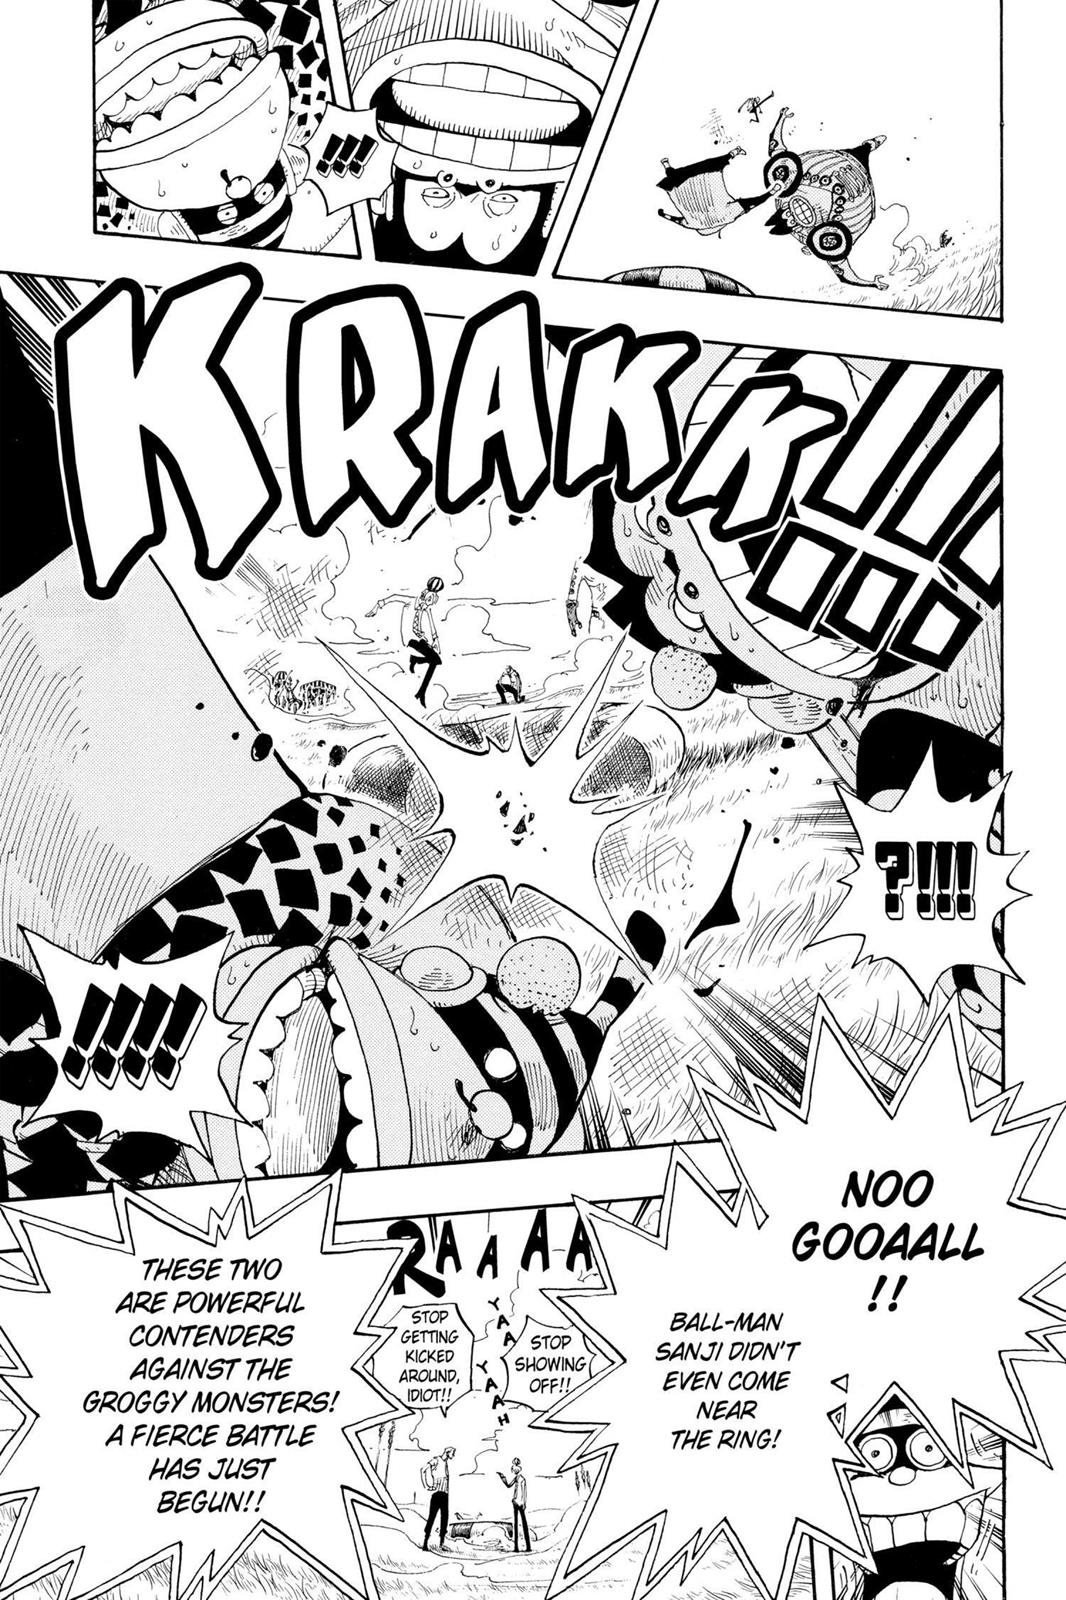 !!!!
KRAKK!!!
?!!!
!!!!
NOO
GOOAALL
!!
BALL-MAN
SANJI DIDN'T
EVEN COME
NEAR
THE RING!
RAAAA
YAAYAAH
STOP
SHOWING
OFF!!
STOP
GETTING
KICKED
AROUND,
IDIOT!!
THESE TWO
ARE POWERFUL
CONTENDERS
AGAINST THE
GROGGY MONSTERS!
A FIERCE BATTLE
HAS JUST
BEGUN!!